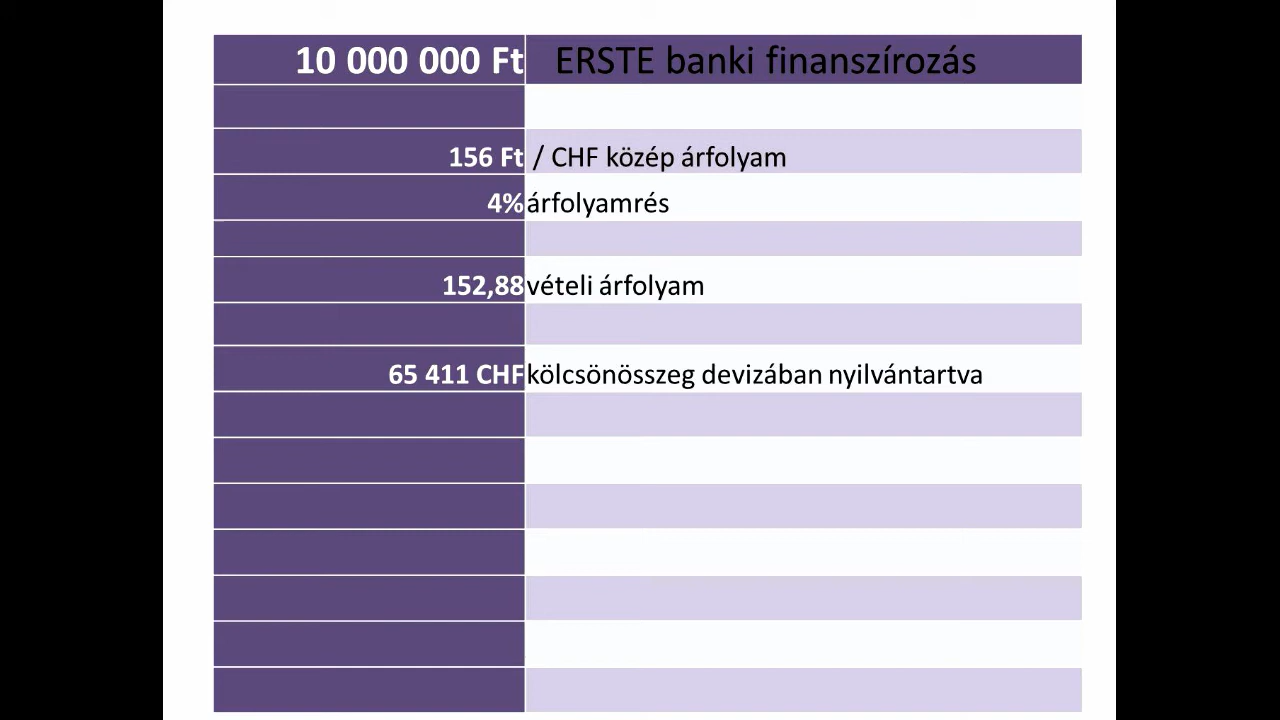 10 000 000 Ft ERSTE banki finanszírozás
156 Ft / CHF közép árfolyam
4% árfolyamrés
152,88 vételi árfolyam
65 411 CHF kölcsönösszeg devizában nyilvántartva